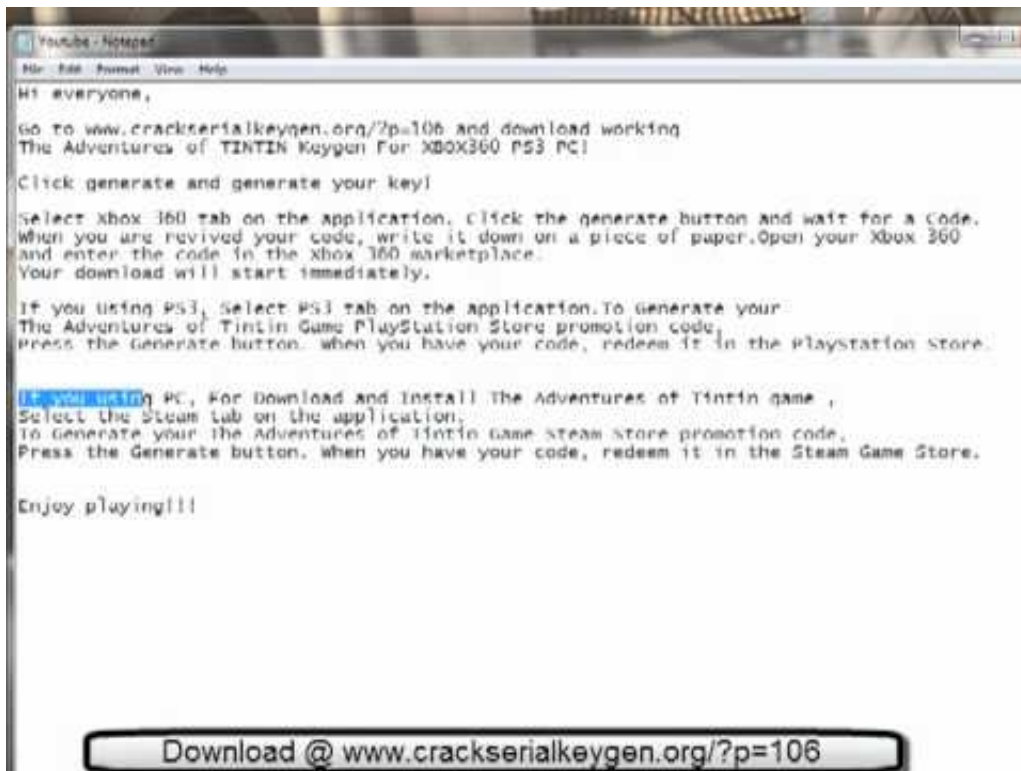 Youtube - Notepad
File Edit Format View Help
Hi everyone,
Go to www.crackserialkeygen.org/?p=106 and download working
The Adventures of TINTIN Keygen For XBOX360 PS3 PC!
Click generate and generate your key!
Select Xbox 360 tab on the application. Click the generate button and wait for a Code.
When you are revived your code, write it down on a piece of paper.Open your Xbox 360
and enter the code in the Xbox 360 marketplace.
Your download will start immediately.
If you using PS3, Select PS3 tab on the application.To Generate your
The Adventures of Tintin Game PlayStation Store promotion code,
Press the Generate button. When you have your code, redeem it in the PlayStation Store.
If you using PC, For Download and Install The Adventures of Tintin game ,
Select the Steam tab on the application.
To Generate your The Adventures of Tintin Game Steam Store promotion code,
Press the Generate button. When you have your code, redeem it in the Steam Game Store.
Enjoy playing!!!
Download @ www.crackserialkeygen.org/?p=106